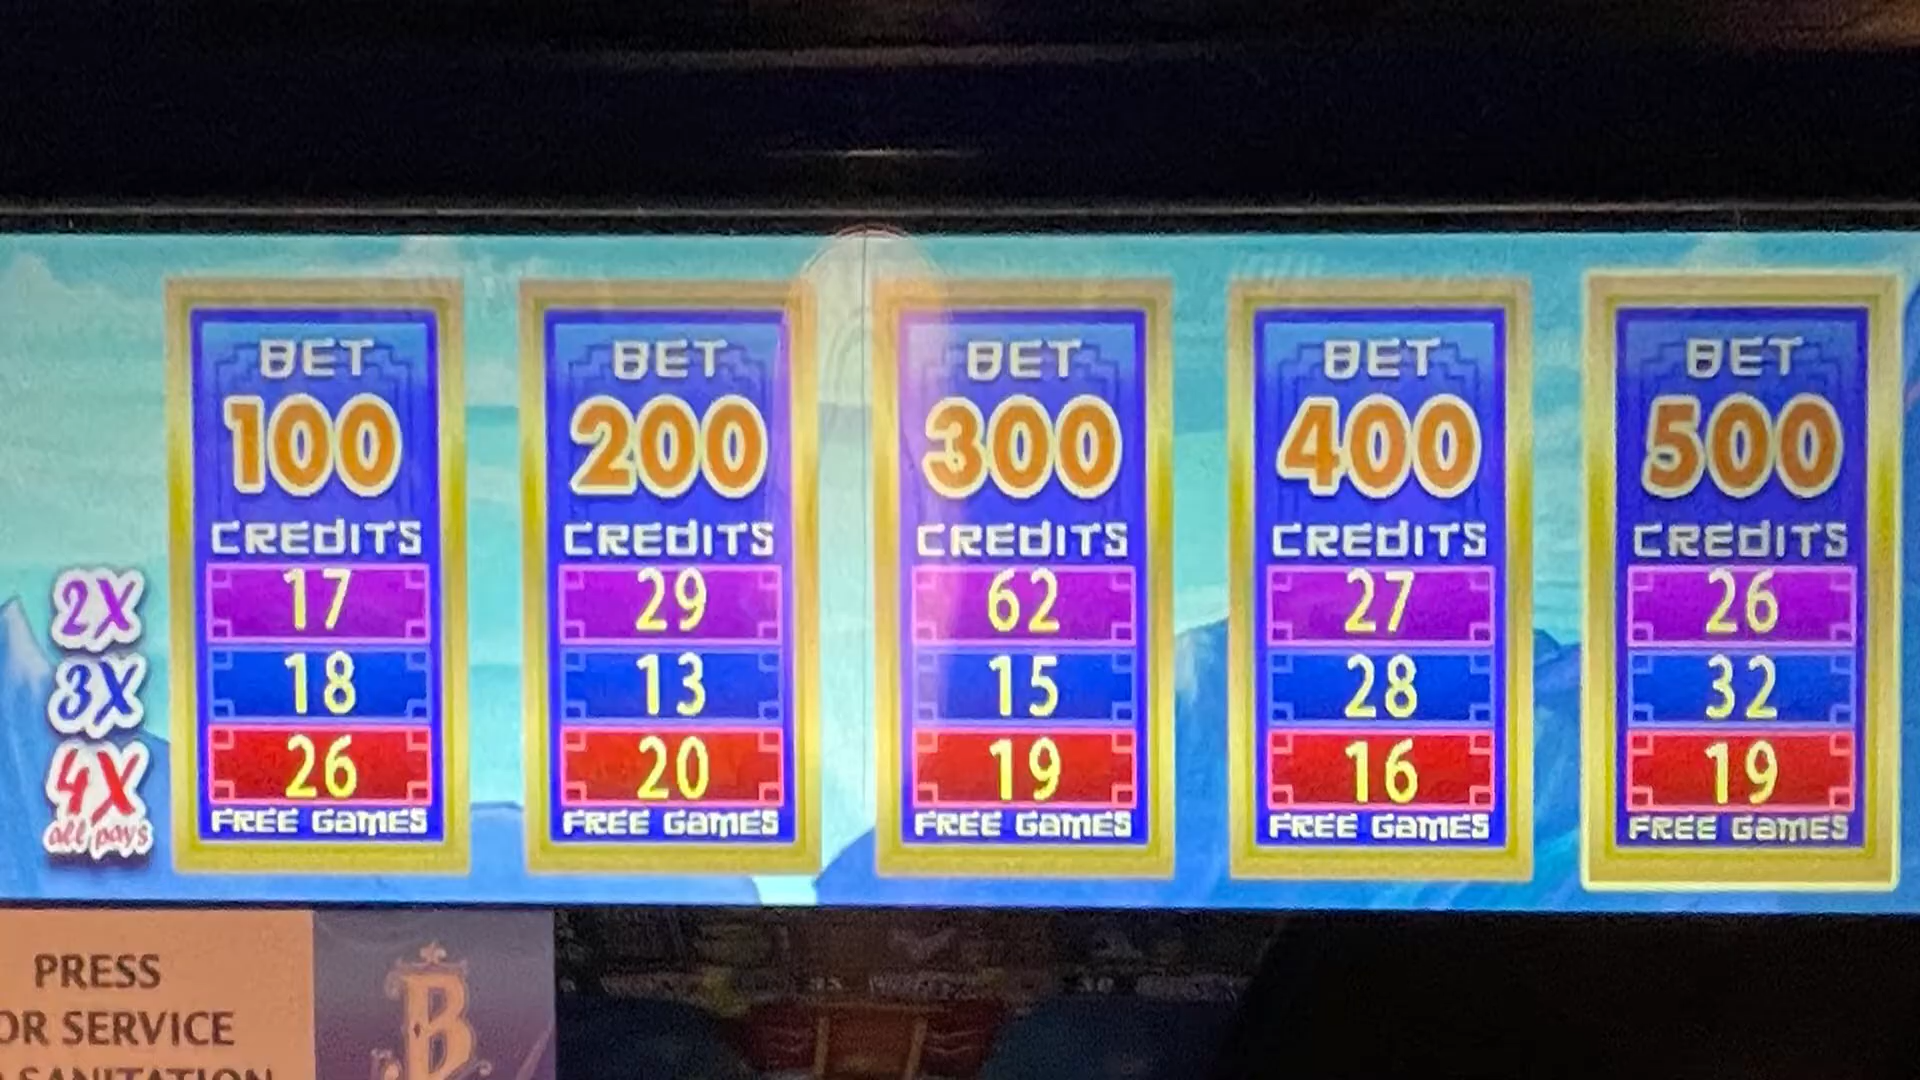 BET
100
CREDITS
17
18
26
FREE GAMES
BET
200
CREDITS
29
13
20
FREE GAMES
BET
300
CREDITS
62
15
19
FREE GAMES
BET
400
CREDITS
27
28
16
FREE GAMES
BET
500
CREDITS
26
32
19
FREE GAMES
2X
3X
4X
all pays
PRESS
OR SERVICE
SANITATION
B